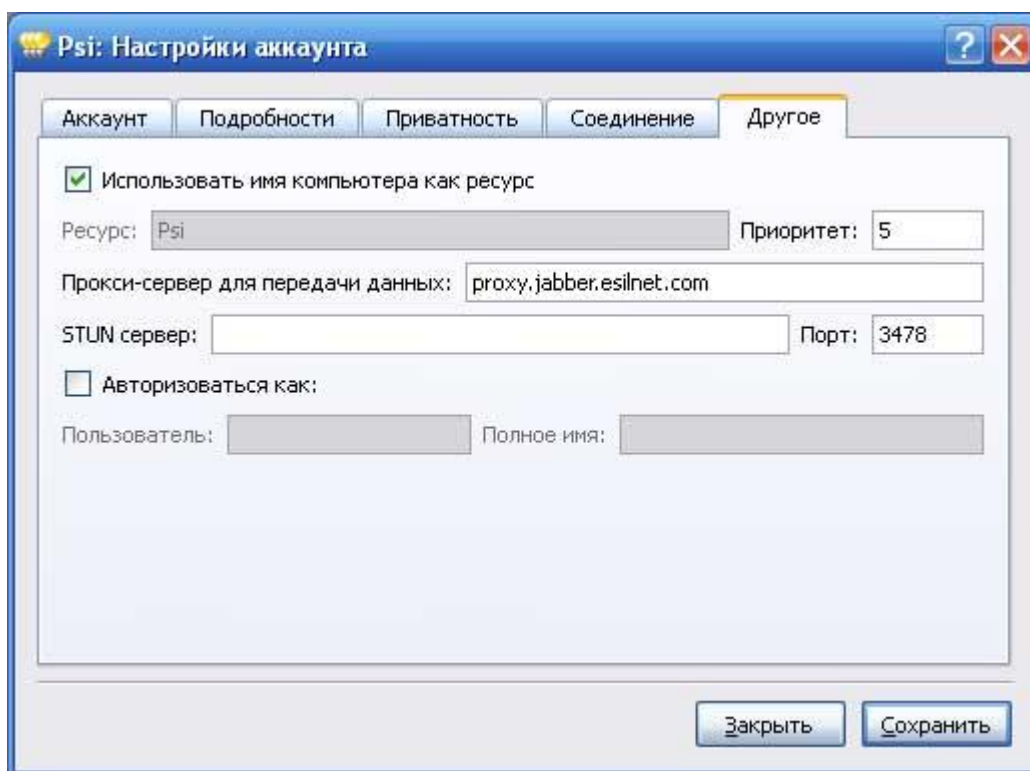 Psi: Настройки аккаунта
Аккаунт Подробности Приватность Соединение Другое
Использовать имя компьютера как ресурс
Ресурс: Psi Приоритет: 5
Прокси-сервер для передачи данных: proxy.jabber.esilnet.com
STUN сервер: Порт: 3478
Авторизоваться как:
Пользователь: Полное имя:
Закрыть Сохранить